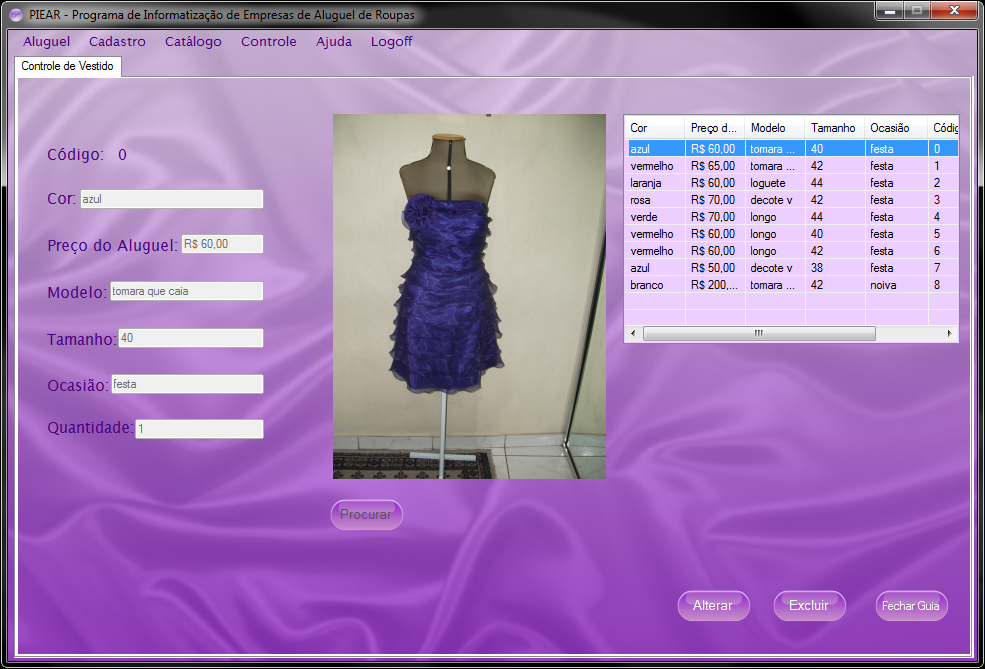 PIEAR - Programa de Informatização de Empresas de Aluguel de Roupas
Aluguel Cadastro Catálogo Controle Ajuda Logoff
Controle de Vestido
Código: 0
Cor: azul
Preço do Aluguel: R$ 60,00
Modelo: tomara que caia
Tamanho: 40
Ocasião: festa
Quantidade: 1
Procurar
Cor Preço d... Modelo Tamanho Ocasião Códig
azul R$ 60,00 tomara ... 40 festa 0
vermelho R$ 65,00 tomara ... 42 festa 1
laranja R$ 60,00 loguete 44 festa 2
rosa R$ 70,00 decote v 42 festa 3
verde R$ 70,00 longo 44 festa 4
vermelho R$ 60,00 longo 40 festa 5
vermelho R$ 60,00 longo 42 festa 6
azul R$ 50,00 decote v 38 festa 7
branco R$ 200,... tomara ... 42 noiva 8
Alterar Excluir Fechar Guia